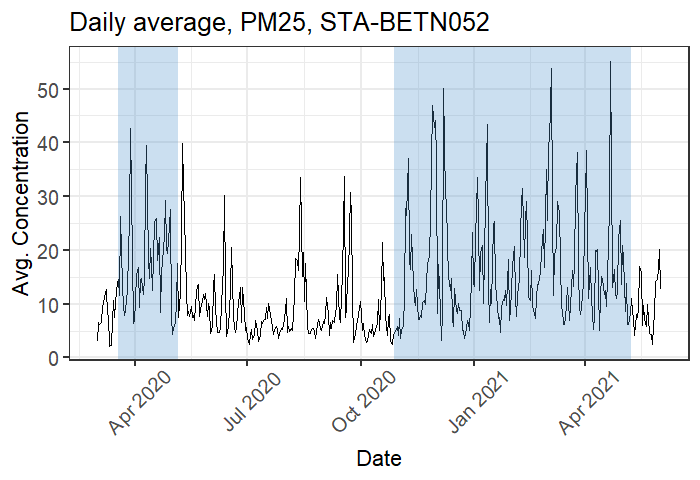 Daily average, PM25, STA-BETN052
Avg. Concentration
50
40
30
20
10
0
Apr 2020
Jul 2020
Oct 2020
Jan 2021
Apr 2021
Date